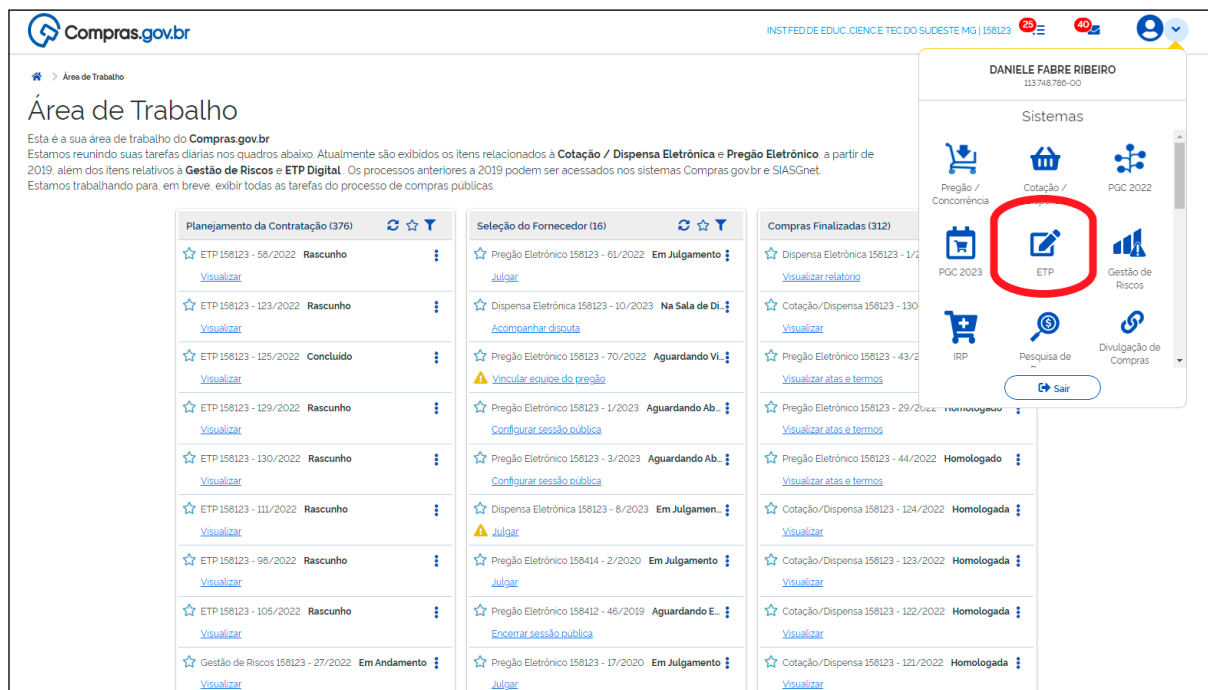 Compras.gov.br
INST.FED.DE EDUC.,CIENC.E TEC.DO SUDESTE MG | 158123
25
40
Área de Trabalho
DANIELE FABRE RIBEIRO
113.748.786-00
Sistemas
Pregão / Concorrência
Cotação /
PGC 2022
PGC 2023
ETP
Gestão de Riscos
IRP
Pesquisa de
Divulgação de Compras
Sair
Área de Trabalho
Esta é a sua área de trabalho do Compras.gov.br
Estamos reunindo suas tarefas diárias nos quadros abaixo. Atualmente são exibidos os itens relacionados à Cotação / Dispensa Eletrônica e Pregão Eletrônico, a partir de
2019, além dos itens relativos à Gestão de Riscos e ETP Digital. Os processos anteriores a 2019 podem ser acessados nos sistemas Compras.gov.br e SIASGnet.
Estamos trabalhando para, em breve, exibir todas as tarefas do processo de compras públicas.
Planejamento da Contratação (376)
ETP 158123 - 58/2022 Rascunho
Visualizar
ETP 158123 - 123/2022 Rascunho
Visualizar
ETP 158123 - 125/2022 Concluído
Visualizar
ETP 158123 - 129/2022 Rascunho
Visualizar
ETP 158123 - 130/2022 Rascunho
Visualizar
ETP 158123 - 111/2022 Rascunho
Visualizar
ETP 158123 - 98/2022 Rascunho
Visualizar
ETP 158123 - 105/2022 Rascunho
Visualizar
Gestão de Riscos 158123 - 27/2022 Em Andamento
Visualizar
Seleção do Fornecedor (16)
Pregão Eletrônico 158123 - 61/2022 Em Julgamento
Julgar
Dispensa Eletrônica 158123 - 10/2023 Na Sala de Di...
Acompanhar disputa
Pregão Eletrônico 158123 - 70/2022 Aguardando Vi...
Vincular equipe do pregão
Pregão Eletrônico 158123 - 1/2023 Aguardando Ab...
Configurar sessão pública
Pregão Eletrônico 158123 - 3/2023 Aguardando Ab...
Configurar sessão pública
Dispensa Eletrônica 158123 - 8/2023 Em Julgamen...
Julgar
Pregão Eletrônico 158414 - 2/2020 Em Julgamento
Julgar
Pregão Eletrônico 158412 - 46/2019 Aguardando E...
Encerrar sessão pública
Pregão Eletrônico 158123 - 17/2020 Em Julgamento
Julgar
Compras Finalizadas (312)
Dispensa Eletrônica 158123 - 1/2
Visualizar relatorio
Cotação/Dispensa 158123 - 130
Visualizar
Pregão Eletrônico 158123 - 43/2
Visualizar atas e termos
Pregão Eletrônico 158123 - 29/2022 Homologado
Visualizar atas e termos
Pregão Eletrônico 158123 - 44/2022 Homologado
Visualizar atas e termos
Cotação/Dispensa 158123 - 124/2022 Homologada
Visualizar
Cotação/Dispensa 158123 - 123/2022 Homologada
Visualizar
Cotação/Dispensa 158123 - 122/2022 Homologada
Visualizar
Cotação/Dispensa 158123 - 121/2022 Homologada
Visualizar